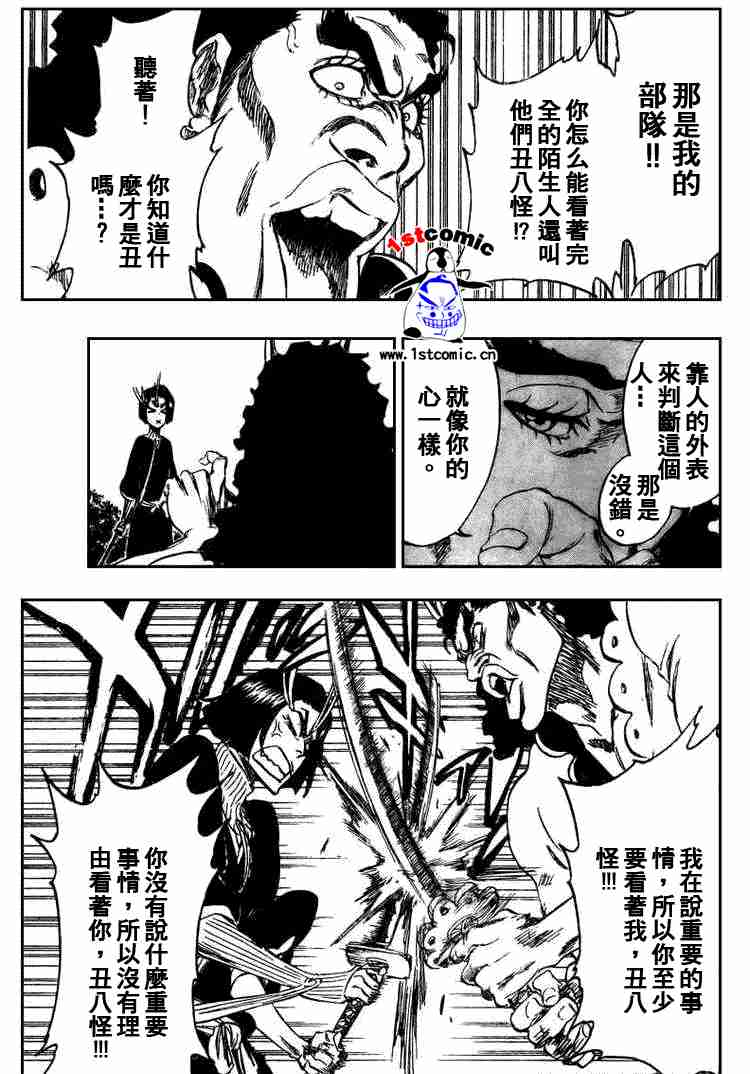 那是我的
部隊!!
你怎么能看著完
全的陌生人還叫
他們丑八怪!?
聽著!
你知道什
麼才是丑
嗎…?
1stcomic
www.1stcomic.cn
靠人的外表
來判斷這個
人…
那是
沒錯。
就像你的
心一樣。
我在說重要的事
情，所以你至少
要看著我，丑八
怪!!!
你沒有說什麼重要
事情，所以沒有理
由看著你，丑八怪!!!